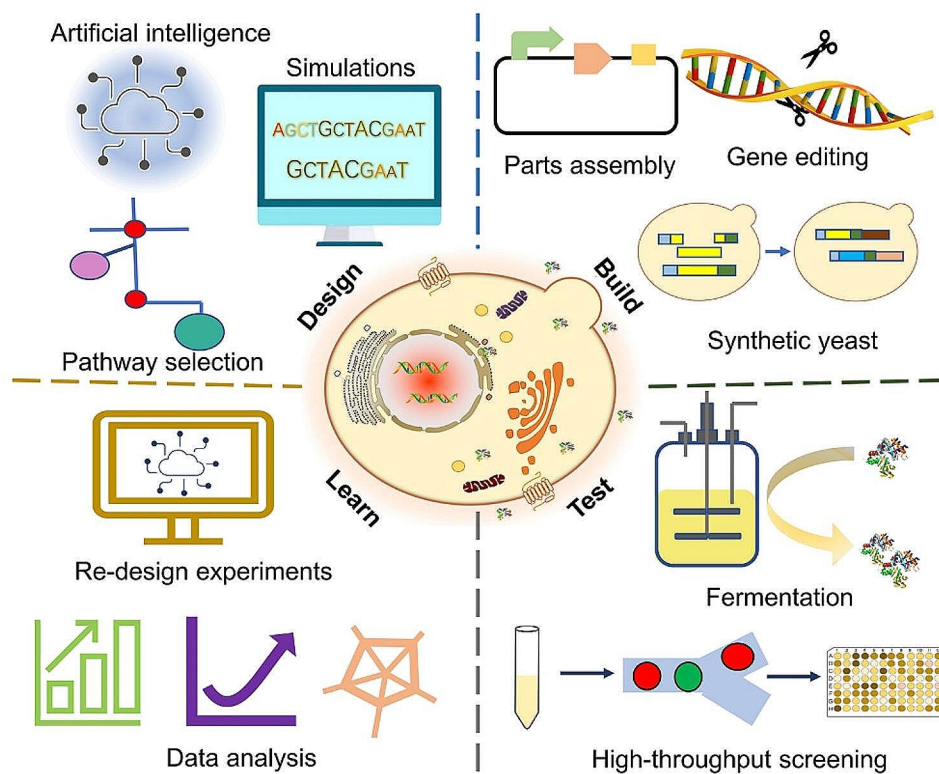 Artificial intelligence
Simulations
AGCTGCTACGAAT
GCTACGAAT
Pathway selection
Design
Parts assembly
Gene editing
Synthetic yeast
Build
Learn
Re-design experiments
Data analysis
Test
Fermentation
High-throughput screening